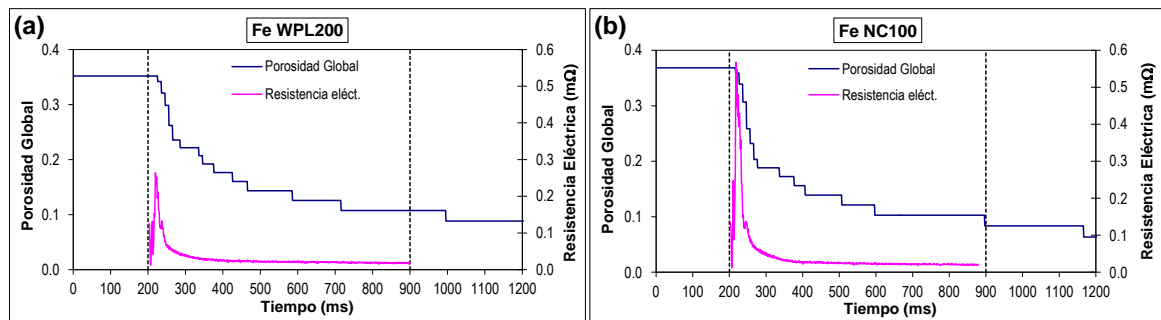 (a)
Fe WPL200
0.4
0.3
0.2
0.1
0.0
Porosidad Global
Porosidad Global
Resistencia eléct.
0.6
0.5
0.4
0.3
0.2
0.1
0.0
Resistencia Eléctrica (mΩ)
0 100 200 300 400 500 600 700 800 900 1000 1100 1200
Tiempo (ms)
(b)
Fe NC100
0.4
0.3
0.2
0.1
0.0
Porosidad Global
Porosidad Global
Resistencia eléct.
0.6
0.5
0.4
0.3
0.2
0.1
0.0
Resistencia Eléctrica (mΩ)
0 100 200 300 400 500 600 700 800 900 1000 1100 1200
Tiempo (ms)